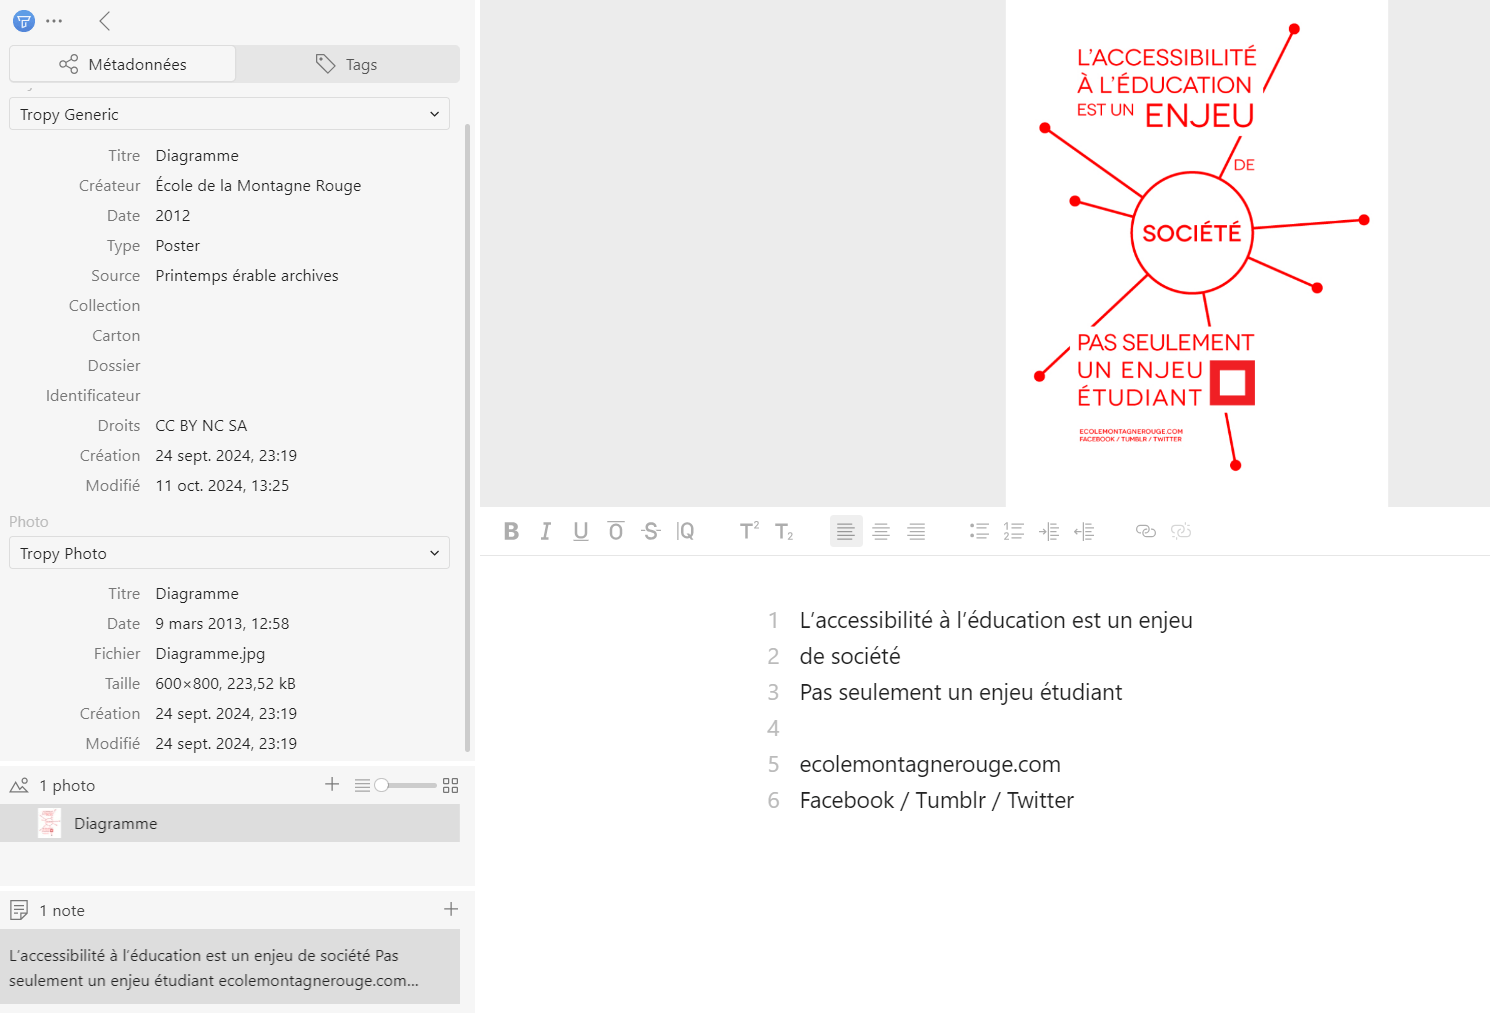 Métadonnées
Tags
Tropy Generic
Titre Diagramme
Créateur École de la Montagne Rouge
Date 2012
Type Poster
Source Printemps érable archives
Collection
Carton
Dossier
Identificateur
Droits CC BY NC SA
Création 24 sept. 2024, 23:19
Modifié 11 oct. 2024, 13:25
Photo
Tropy Photo
Titre Diagramme
Date 9 mars 2013, 12:58
Fichier Diagramme.jpg
Taille 600×800, 223,52 kB
Création 24 sept. 2024, 23:19
Modifié 24 sept. 2024, 23:19
1 photo
Diagramme
1 note
L'accessibilité à l'éducation est un enjeu de société Pas
seulement un enjeu étudiant ecolemontagnerouge.com...
L'ACCESSIBILITÉ
À L'ÉDUCATION
EST UN ENJEU
DE
SOCIÉTÉ
PAS SEULEMENT
UN ENJEU
ÉTUDIANT
ECOLEMONTAGNEROUGE.COM
FACEBOOK / TUMBLR / TWITTER
B I U O S Q T² T₂
1 L'accessibilité à l'éducation est un enjeu
2 de société
3 Pas seulement un enjeu étudiant
4
5 ecolemontagnerouge.com
6 Facebook / Tumblr / Twitter